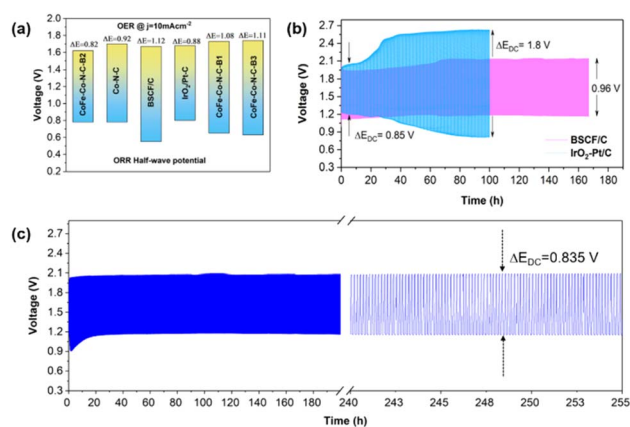 (a)
OER @ j=10mAcm⁻²
ΔE=0.82
ΔE=0.92
ΔE=1.12
ΔE=0.88
ΔE=1.08
ΔE=1.11
CoFe-Co-N-C-B2
Co-N-C
BSCF/C
IrO₂/Pt-C
CoFe-Co-N-C-B1
CoFe-Co-N-C-B3
ORR Half-wave potential
Voltage (V)
2.0
1.8
1.6
1.4
1.2
1.0
0.8
0.6
0.4
0.2
(b)
ΔE_DC = 1.8 V
0.96 V
ΔE_DC = 0.85 V
BSCF/C
IrO₂-Pt/C
Voltage (V)
2.7
2.4
2.1
1.8
1.5
1.2
0.9
0.6
0.3
0 20 40 60 80 100 120 140 160 180
Time (h)
(c)
ΔE_DC=0.835 V
Voltage (V)
2.7
2.4
2.1
1.8
1.5
1.2
0.9
0.6
0.3
0 20 40 60 80 100 120 140 160 180 240 243 245 248 250 253 255
Time (h)